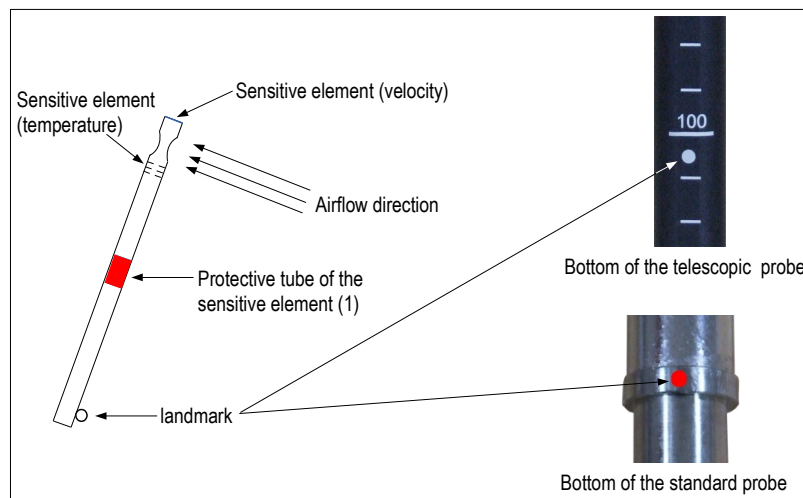 Sensitive element
(temperature)
Sensitive element (velocity)
Airflow direction
Protective tube of the
sensitive element (1)
landmark
100
Bottom of the telescopic probe
Bottom of the standard probe